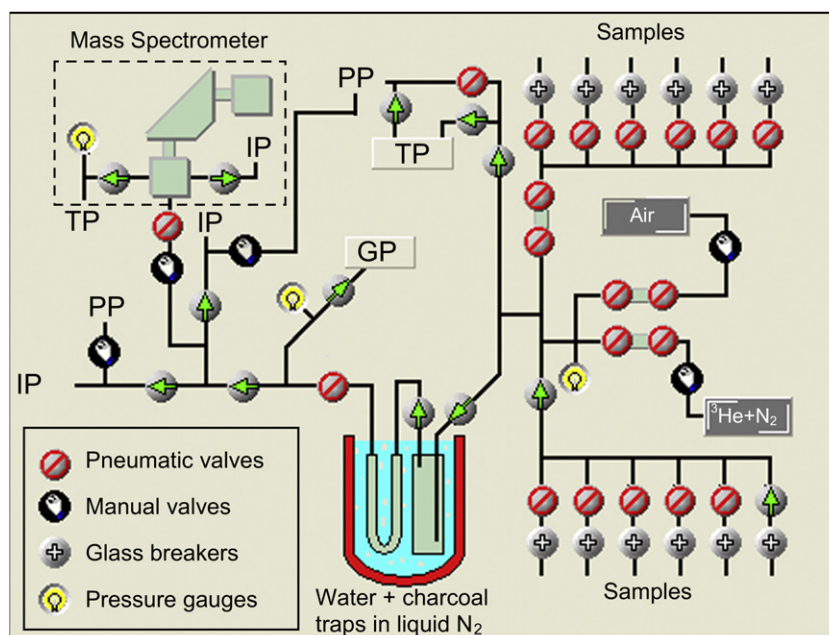 Mass Spectrometer
Samples
PP
IP
TP
TP
IP
Air
GP
PP
IP
³He+N₂
Pneumatic valves
Manual valves
Glass breakers
Pressure gauges
Water + charcoal
traps in liquid N₂
Samples